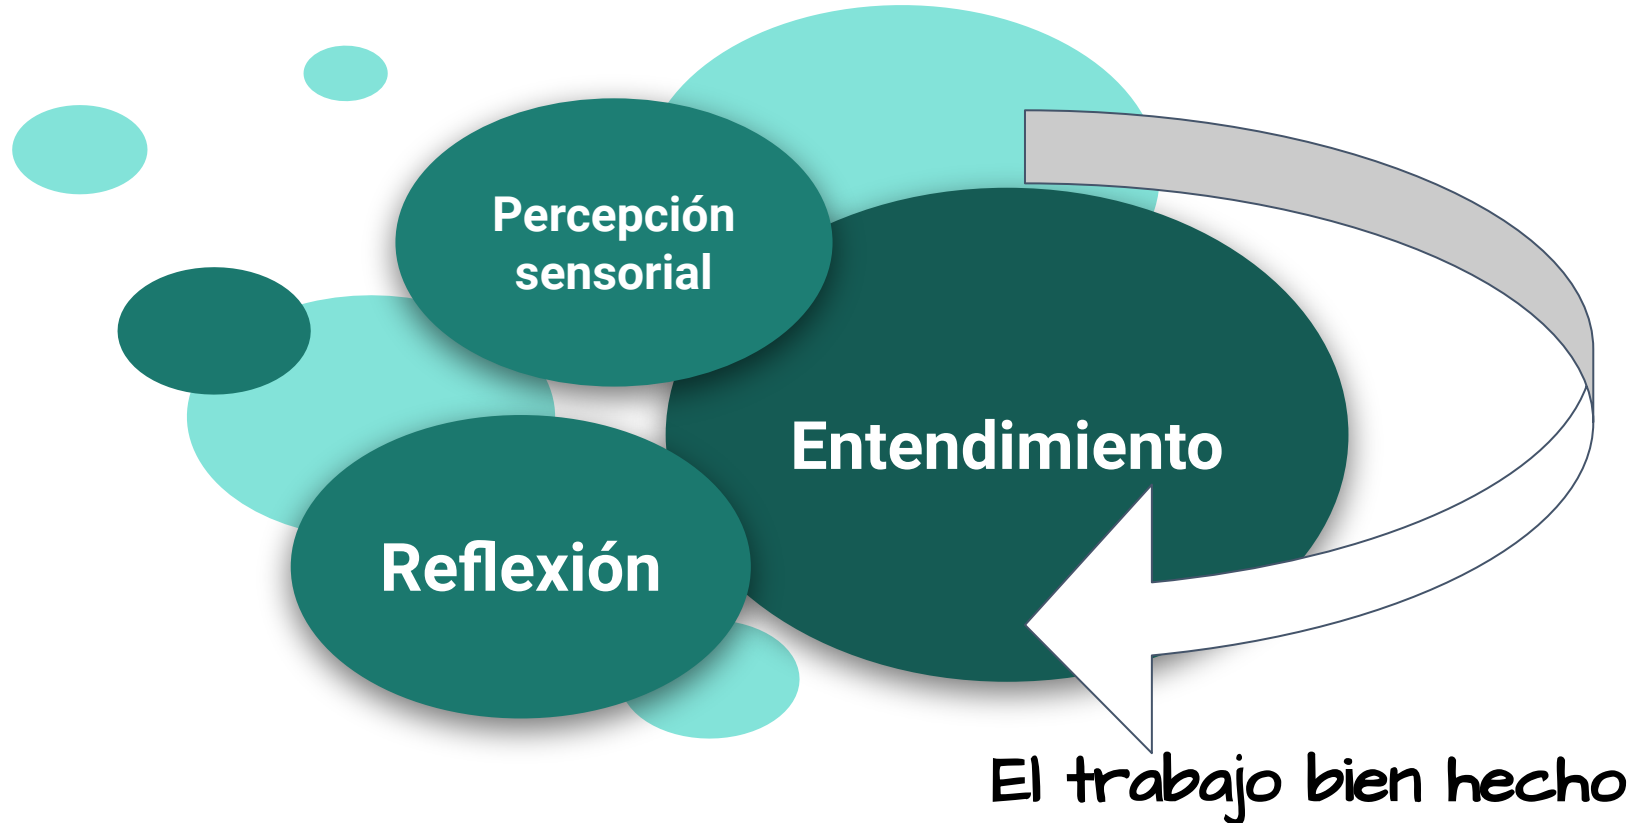 Percepción
sensorial
Entendimiento
Reflexión
El trabajo bien hecho